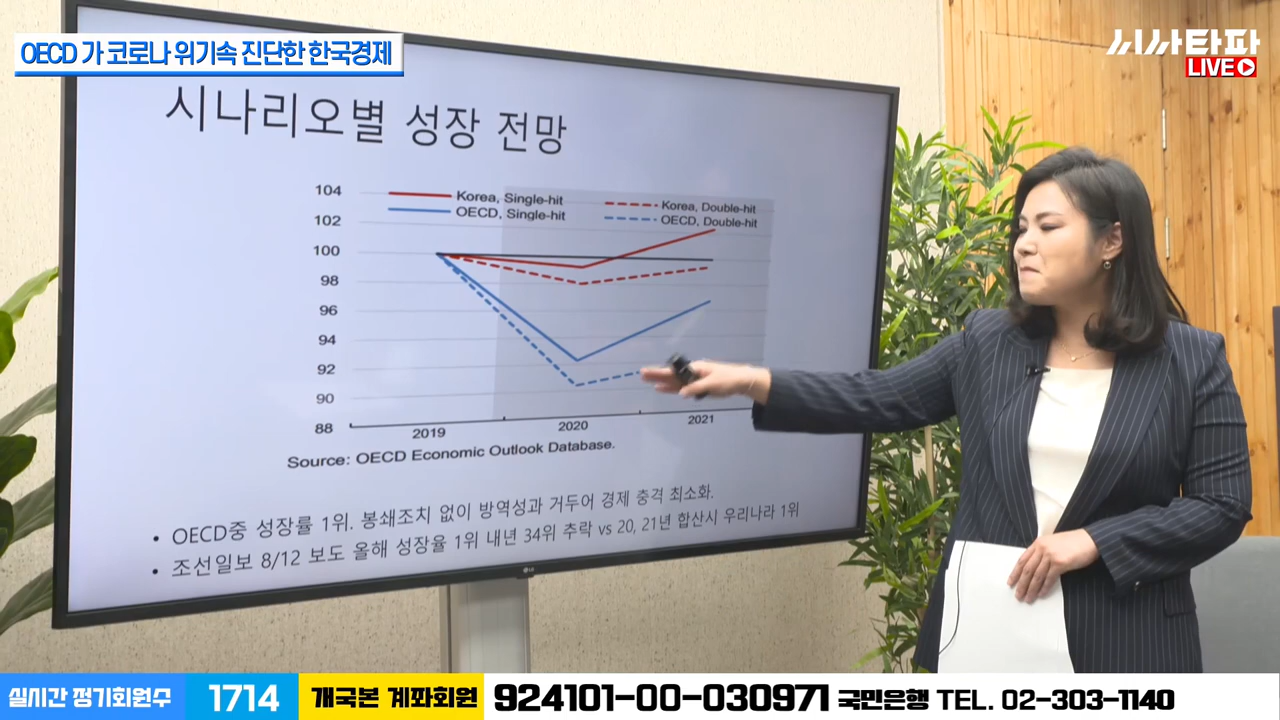 OECD 가 코로나 위기속 진단한 한국경제
시사타파
LIVE
시나리오별 성장 전망
Korea, Single-hit
Korea, Double-hit
OECD, Single-hit
OECD, Double-hit
104
102
100
98
96
94
92
90
88
2019
2020
2021
Source: OECD Economic Outlook Database.
• OECD중 성장률 1위. 봉쇄조치 없이 방역성과 거두어 경제 충격 최소화.
• 조선일보 8/12 보도 올해 성장율 1위 내년 34위 추락 vs 20, 21년 합산시 우리나라 1위
LG
실시간 정기회원수
1714
개국본 계좌회원
924101-00-030971 국민은행 TEL. 02-303-1140